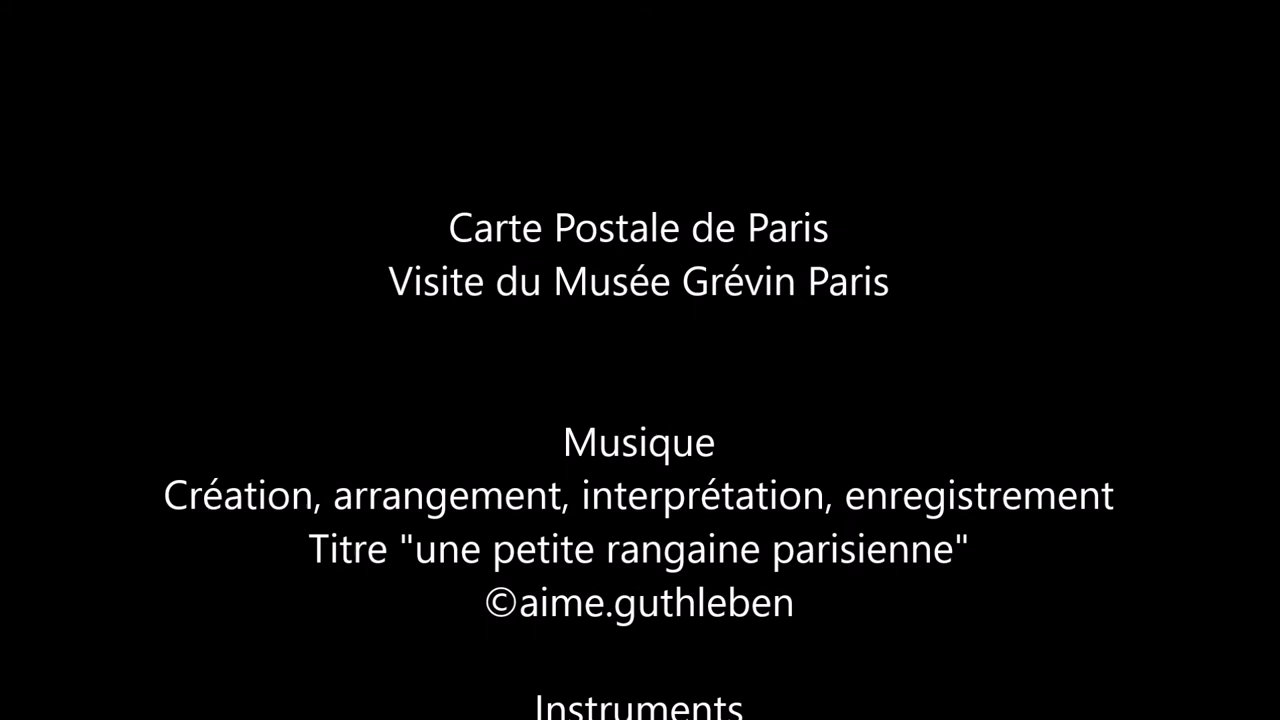 Carte Postale de Paris
Visite du Musée Grévin Paris
Musique
Création, arrangement, interprétation, enregistrement
Titre "une petite rangaine parisienne"
©aime.guthleben
Instruments